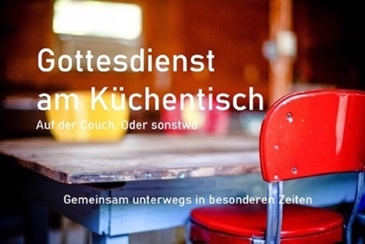 Gottesdienst
am Küchentisch
Auf der Couch. Oder sonstwo
Gemeinsam unterwegs in besonderen Zeiten